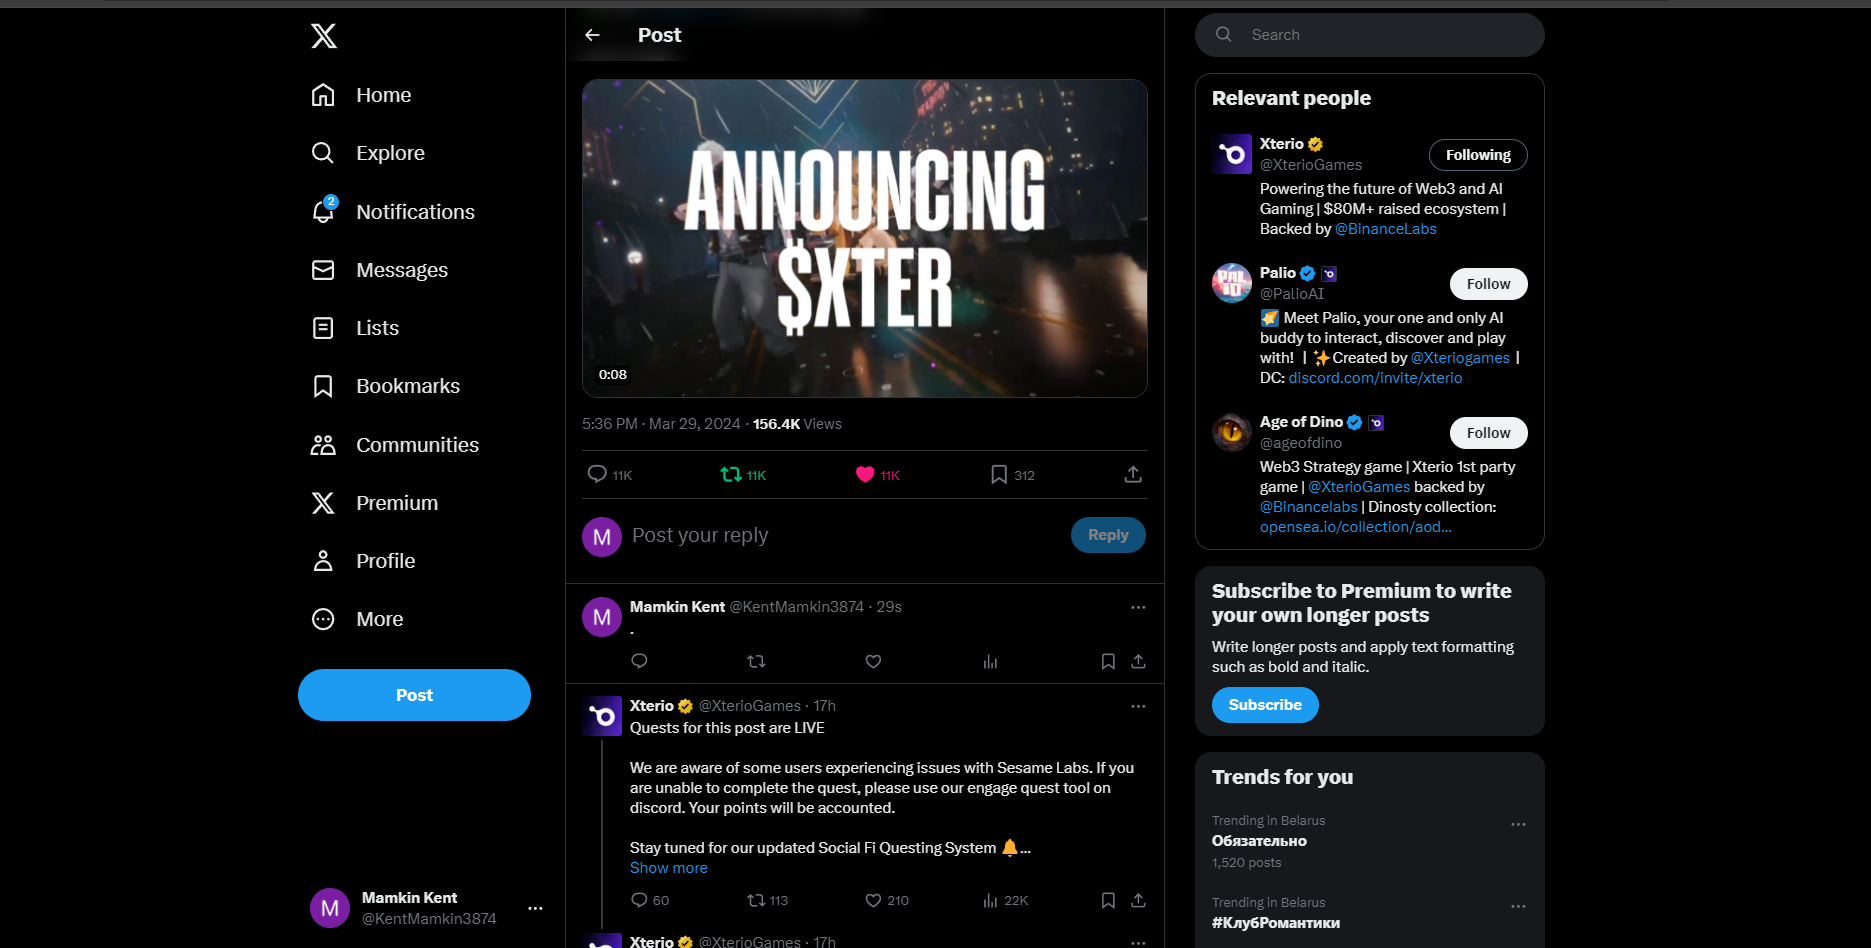 Home
Explore
2
Notifications
Messages
Lists
Bookmarks
Communities
Premium
Profile
More
Post
M
Mamkin Kent
@KentMamkin3874
Post
ANNOUNCING
$XTER
0:08
5:36 PM · Mar 29, 2024 · 156.4K Views
11K 11K 11K 312
M
Post your reply
Reply
M
Mamkin Kent @KentMamkin3874 · 29s
.
Xterio @XterioGames · 17h
Quests for this post are LIVE
We are aware of some users experiencing issues with Sesame Labs. If you
are unable to complete the quest, please use our engage quest tool on
discord. Your points will be accounted.
Stay tuned for our updated Social Fi Questing System 🔔...
Show more
60 113 210 22K
Xterio @XterioGames · 17h
Search
Relevant people
Xterio
@XterioGames
Following
Powering the future of Web3 and AI
Gaming | $80M+ raised ecosystem |
Backed by @BinanceLabs
PALIO
Palio
@PalioAI
Follow
Meet Palio, your one and only AI
buddy to interact, discover and play
with! | ✨Created by @Xteriogames |
DC: discord.com/invite/xterio
Age of Dino
@ageofdino
Follow
Web3 Strategy game | Xterio 1st party
game | @XterioGames backed by
@Binancelabs | Dinosty collection:
opensea.io/collection/aod...
Subscribe to Premium to write
your own longer posts
Write longer posts and apply text formatting
such as bold and italic.
Subscribe
Trends for you
Trending in Belarus
Обязательно
1,520 posts
Trending in Belarus
#КлубРомантики